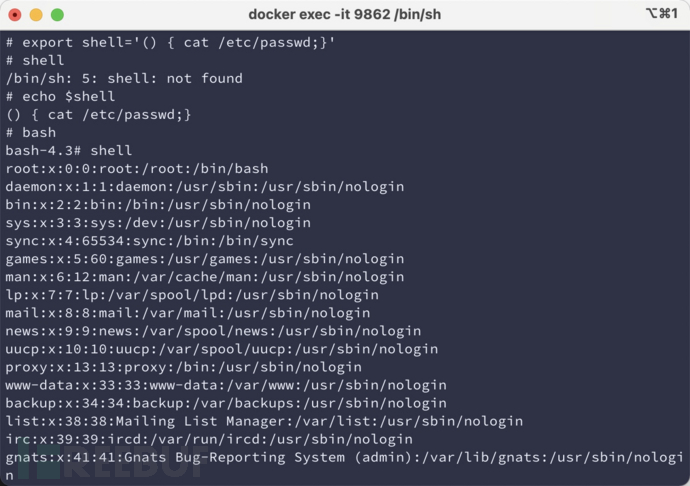 docker exec -it 9862 /bin/sh
⌥⌘1
# export shell='() { cat /etc/passwd;}'
# shell
/bin/sh: 5: shell: not found
# echo $shell
() { cat /etc/passwd;}
# bash
bash-4.3# shell
root:x:0:0:root:/root:/bin/bash
daemon:x:1:1:daemon:/usr/sbin:/usr/sbin/nologin
bin:x:2:2:bin:/bin:/usr/sbin/nologin
sys:x:3:3:sys:/dev:/usr/sbin/nologin
sync:x:4:65534:sync:/bin:/bin/sync
games:x:5:60:games:/usr/games:/usr/sbin/nologin
man:x:6:12:man:/var/cache/man:/usr/sbin/nologin
lp:x:7:7:lp:/var/spool/lpd:/usr/sbin/nologin
mail:x:8:8:mail:/var/mail:/usr/sbin/nologin
news:x:9:9:news:/var/spool/news:/usr/sbin/nologin
uucp:x:10:10:uucp:/var/spool/uucp:/usr/sbin/nologin
proxy:x:13:13:proxy:/bin:/usr/sbin/nologin
www-data:x:33:33:www-data:/var/www:/usr/sbin/nologin
backup:x:34:34:backup:/var/backups:/usr/sbin/nologin
list:x:38:38:Mailing List Manager:/var/list:/usr/sbin/nologin
irc:x:39:39:ircd:/var/run/ircd:/usr/sbin/nologin
gnats:x:41:41:Gnats Bug-Reporting System (admin):/var/lib/gnats:/usr/sbin/nologi
n
FREEBUF